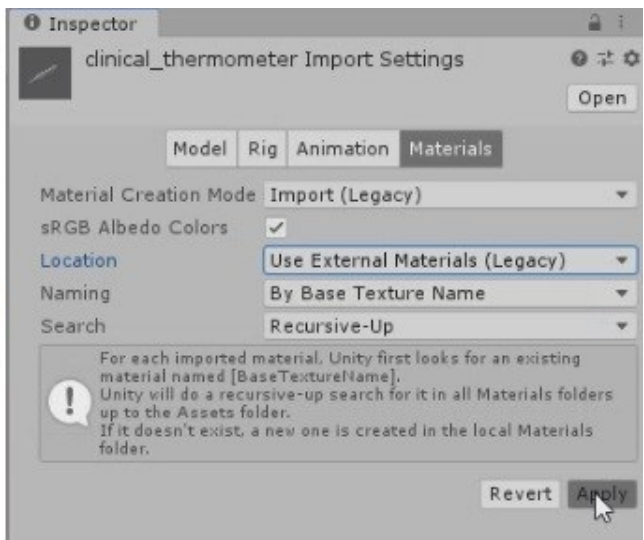 Inspector
clinical_thermometer Import Settings
Open
Model Rig Animation Materials
Material Creation Mode Import (Legacy)
sRGB Albedo Colors
Location Use External Materials (Legacy)
Naming By Base Texture Name
Search Recursive-Up
For each imported material, Unity first looks for an existing
material named [BaseTextureName].
Unity will do a recursive-up search for it in all Materials folders
up to the Assets folder.
If it doesn't exist, a new one is created in the local Materials
folder.
Revert Apply